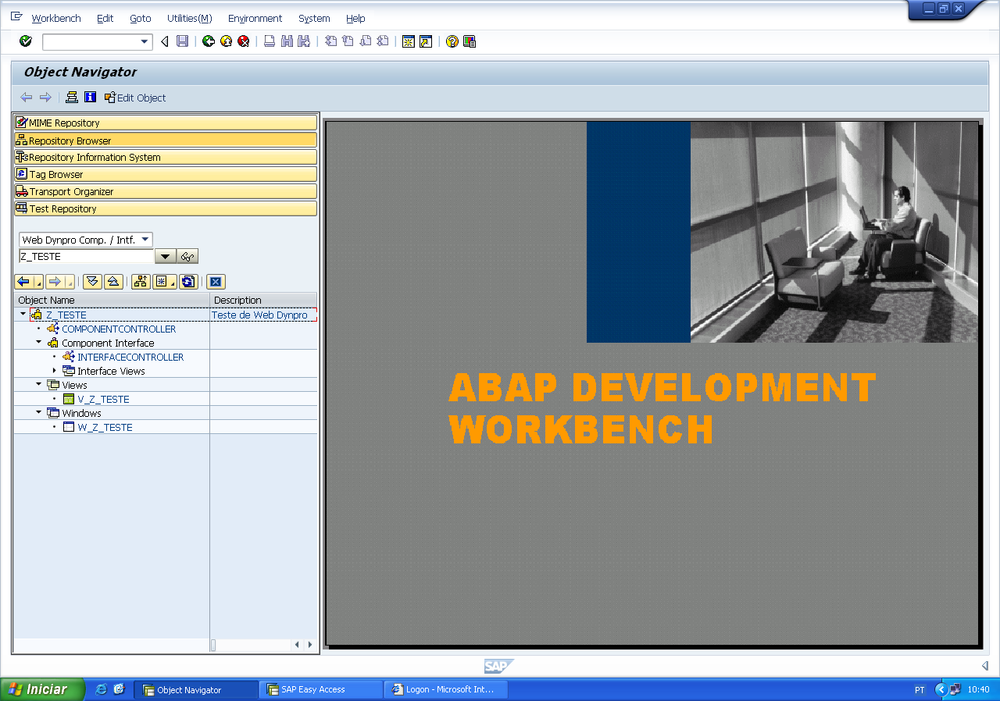 Workbench Edit Goto Utilities(M) Environment System Help
Object Navigator
Edit Object
MIME Repository
Repository Browser
Repository Information System
Tag Browser
Transport Organizer
Test Repository
Web Dynpro Comp. / Intf.
Z_TESTE
Object Name Description
Z_TESTE Teste de Web Dynpro
COMPONENTCONTROLLER
Component Interface
INTERFACECONTROLLER
Interface Views
Views
V_Z_TESTE
Windows
W_Z_TESTE
ABAP DEVELOPMENT
WORKBENCH
SAP
Iniciar Object Navigator SAP Easy Access Logon - Microsoft Int... PT 10:40